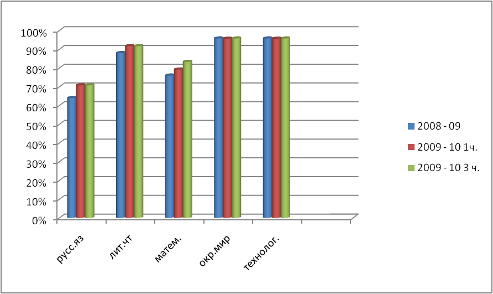 100%
90%
80%
70%
60%
50%
40%
30%
20%
10%
0%
русс.яз
лит.чт
матем.
окр.мир
технолог.
2008 - 09
2009 - 10 1ч.
2009 - 10 3 ч.